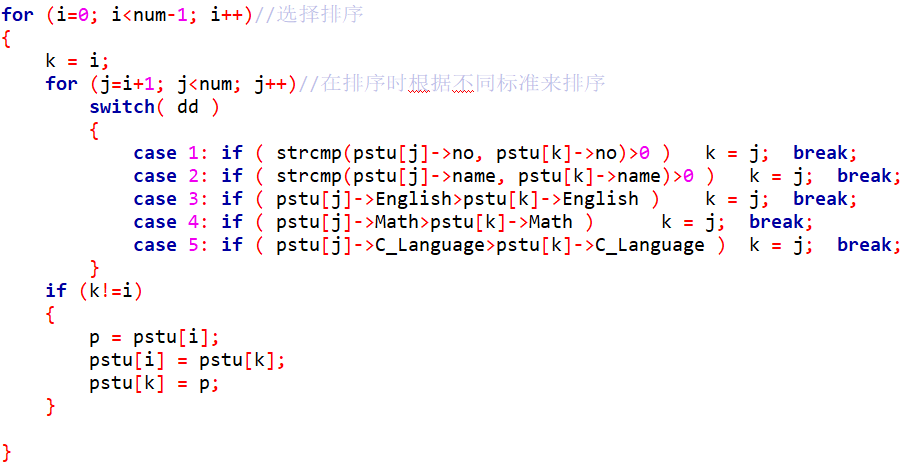 for (i=0; i<num-1; i++)//选择排序
{
    k = i;
    for (j=i+1; j<num; j++)//在排序时根据不同标准来排序
        switch( dd )
        {
            case 1: if ( strcmp(pstu[j]->no, pstu[k]->no)>0 )   k = j;  break;
            case 2: if ( strcmp(pstu[j]->name, pstu[k]->name)>0 )   k = j;  break;
            case 3: if ( pstu[j]->English>pstu[k]->English )    k = j;  break;
            case 4: if ( pstu[j]->Math>pstu[k]->Math )      k = j;  break;
            case 5: if ( pstu[j]->C_Language>pstu[k]->C_Language )  k = j;  break;
        }
    if (k!=i)
    {
        p = pstu[i];
        pstu[i] = pstu[k];
        pstu[k] = p;
    }
}